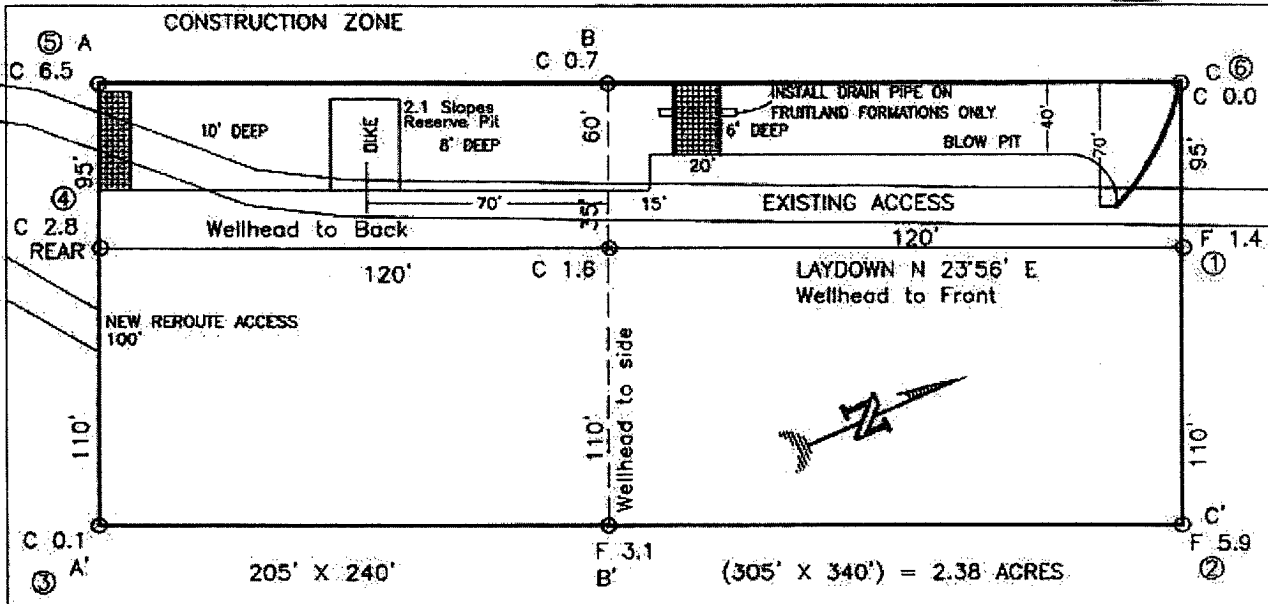 CONSTRUCTION ZONE
⑤ A
C 6.5
B
C 0.7
C ⑥
C 0.0
10' DEEP
DIKE
2.1 Slopes
Reserve Pit
8' DEEP
60'
INSTALL DRAIN PIPE ON
FRUITLAND FORMATIONS ONLY
6' DEEP
BLOW PIT
40'
70'
95'
95'
20'
④
C 2.8
REAR
70'
35'
15'
EXISTING ACCESS
Wellhead to Back
120'
F 1.4
①
120'
C 1.6
LAYDOWN N 23°56' E
Wellhead to Front
NEW REROUTE ACCESS
100'
110'
110'
Wellhead to side
N
110'
C 0.1
A'
③
F 3.1
B'
C'
F 5.9
②
205' X 240'
(305' X 340') = 2.38 ACRES